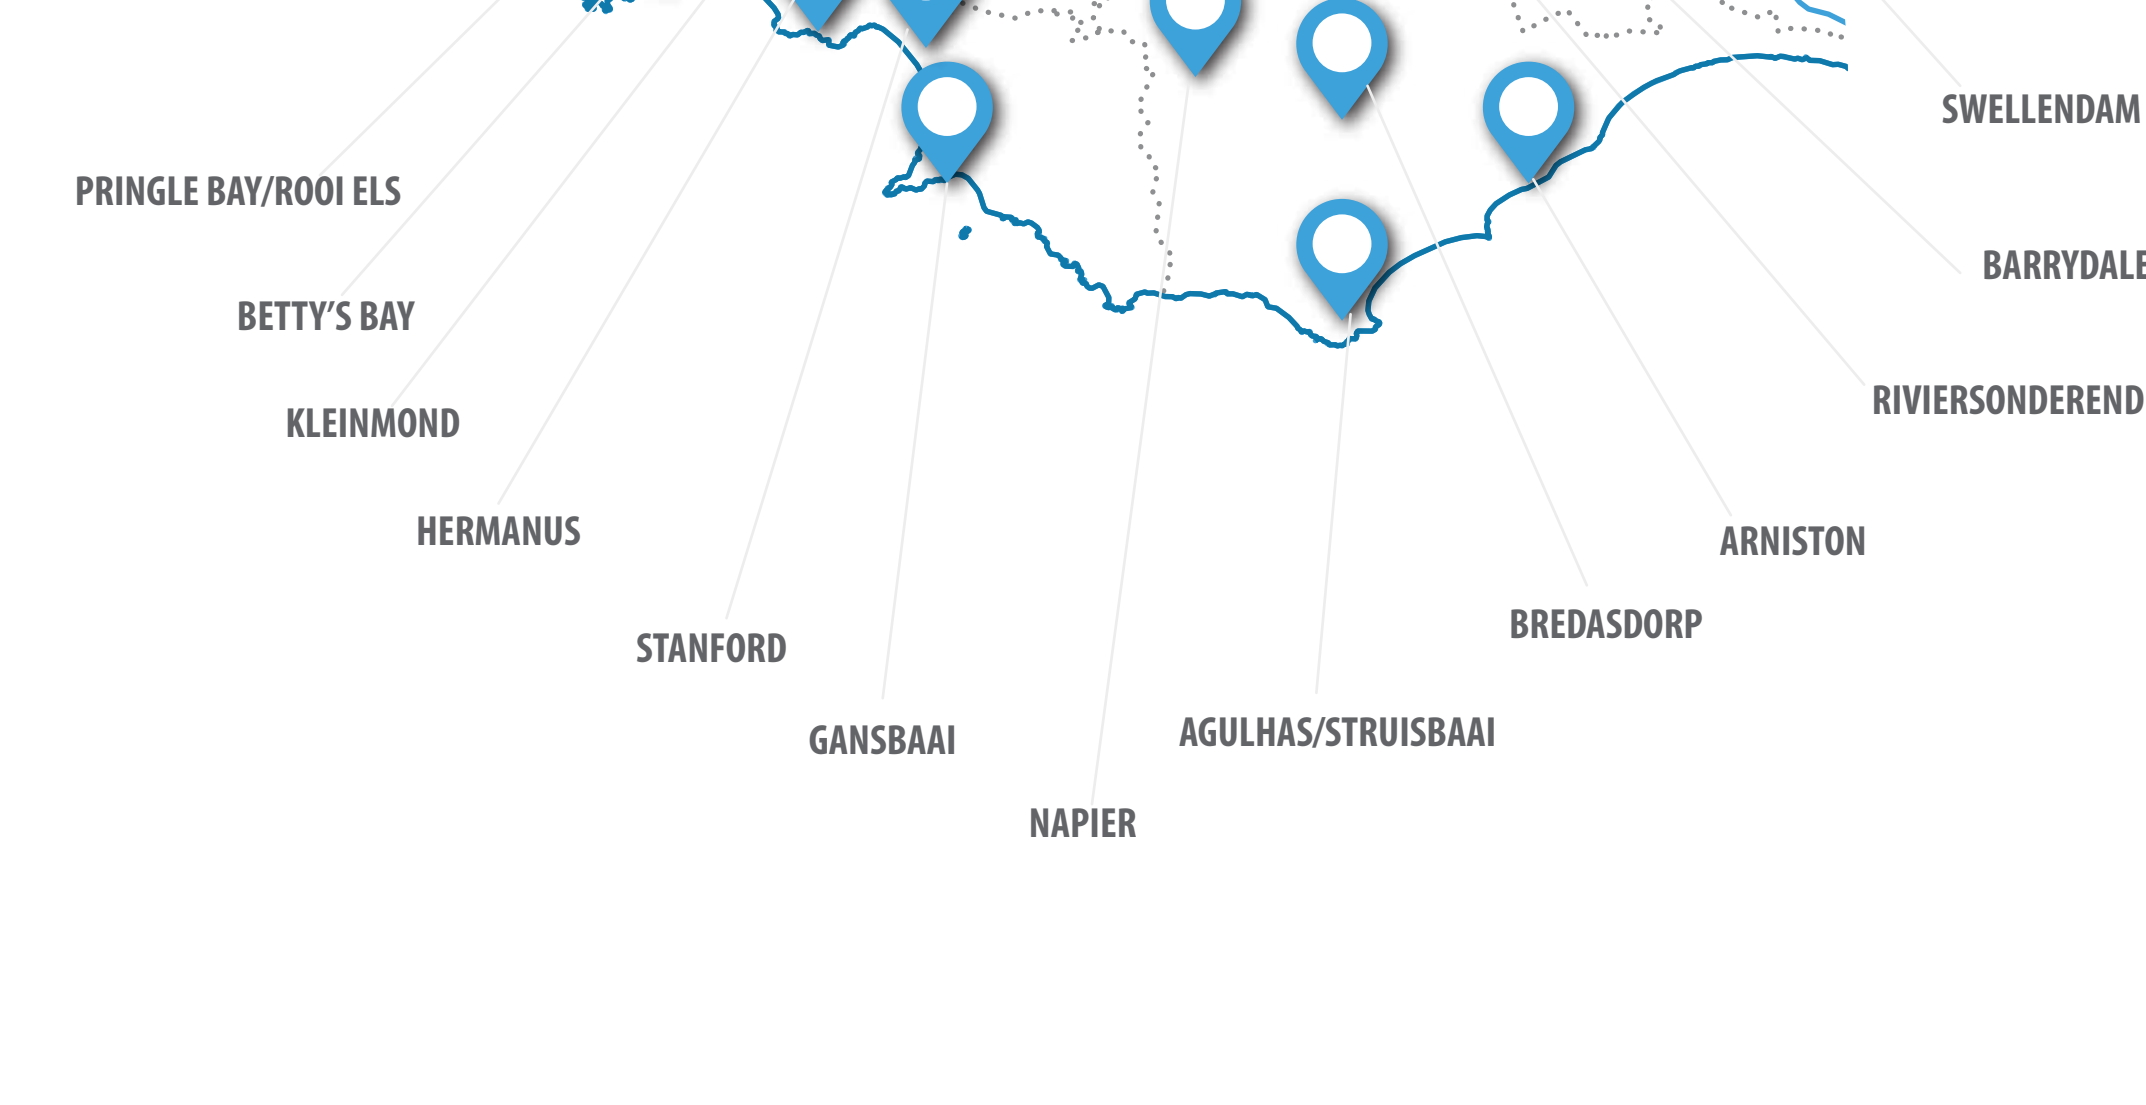 SWELLENDAM
PRINGLE BAY/ROOI ELS
BARRYDALE
BETTY'S BAY
RIVIERSONDEREND
KLEINMOND
HERMANUS
ARNISTON
BREDASDORP
STANFORD
AGULHAS/STRUISBAAI
GANSBAAI
NAPIER